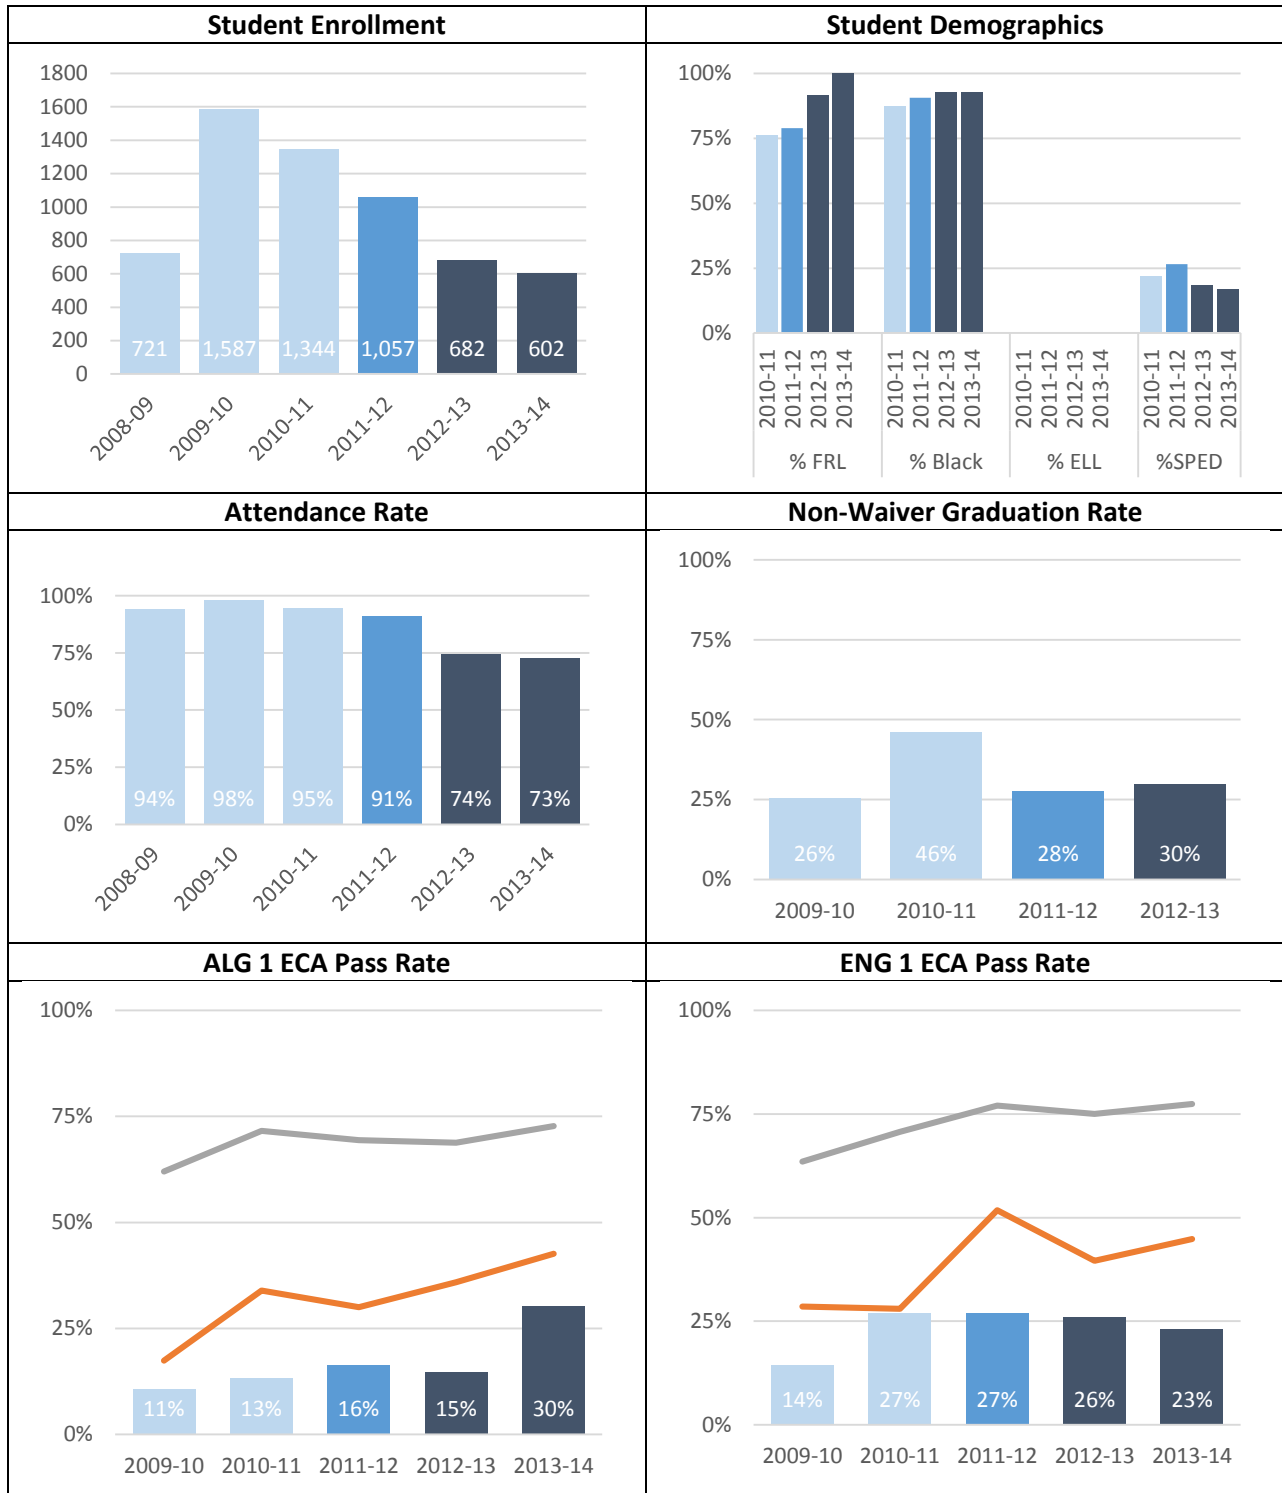 Student Enrollment
1800
1600
1400
1200
1000
800
600
400
200
0
721 1,587 1,344 1,057 682 602
2008-09 2009-10 2010-11 2011-12 2012-13 2013-14
Student Demographics
100%
75%
50%
25%
0%
2010-11 2011-12 2012-13 2013-14 2010-11 2011-12 2012-13 2013-14 2010-11 2011-12 2012-13 2013-14 2010-11 2011-12 2012-13 2013-14
% FRL % Black % ELL %SPED
Attendance Rate
100%
75%
50%
25%
0%
94% 98% 95% 91% 74% 73%
2008-09 2009-10 2010-11 2011-12 2012-13 2013-14
Non-Waiver Graduation Rate
100%
75%
50%
25%
0%
26% 46% 28% 30%
2009-10 2010-11 2011-12 2012-13
ALG 1 ECA Pass Rate
100%
75%
50%
25%
0%
11% 13% 16% 15% 30%
2009-10 2010-11 2011-12 2012-13 2013-14
ENG 1 ECA Pass Rate
100%
75%
50%
25%
0%
14% 27% 27% 26% 23%
2009-10 2010-11 2011-12 2012-13 2013-14